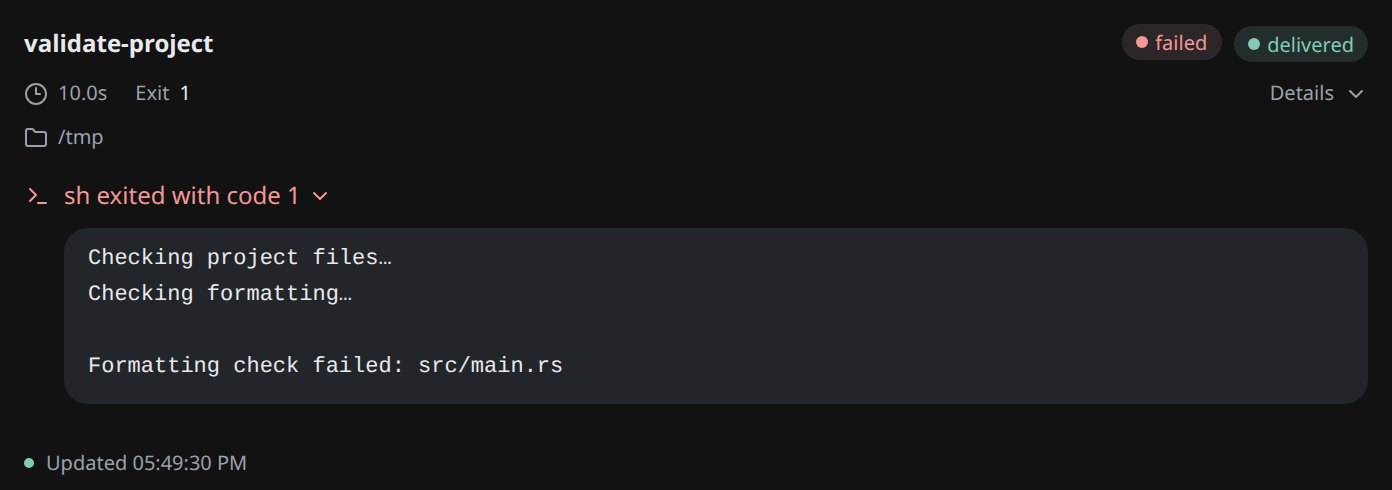 validate-project
failed
delivered
10.0s Exit 1
Details
/tmp
sh exited with code 1
Checking project files…
Checking formatting…
Formatting check failed: src/main.rs
Updated 05:49:30 PM